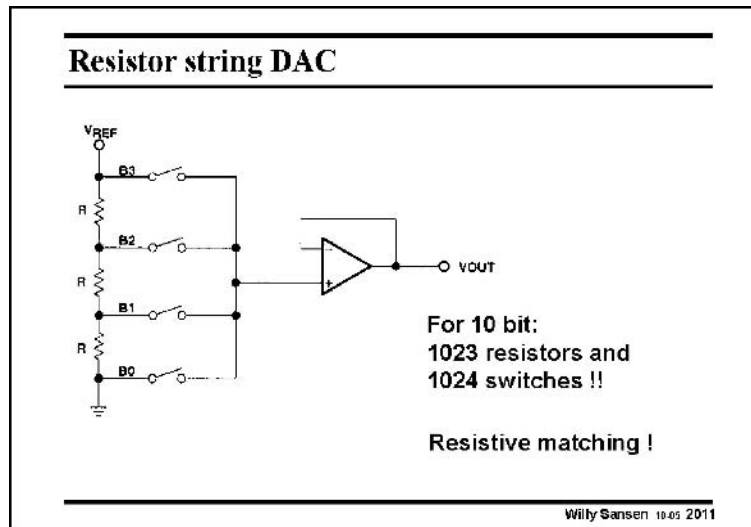 Resistor string DAC
VREF
B3
R
B2
R
B1
R
B0
+
VOUT
For 10 bit:
1023 resistors and
1024 switches !!
Resistive matching !
Willy Sansen 10-05 2011